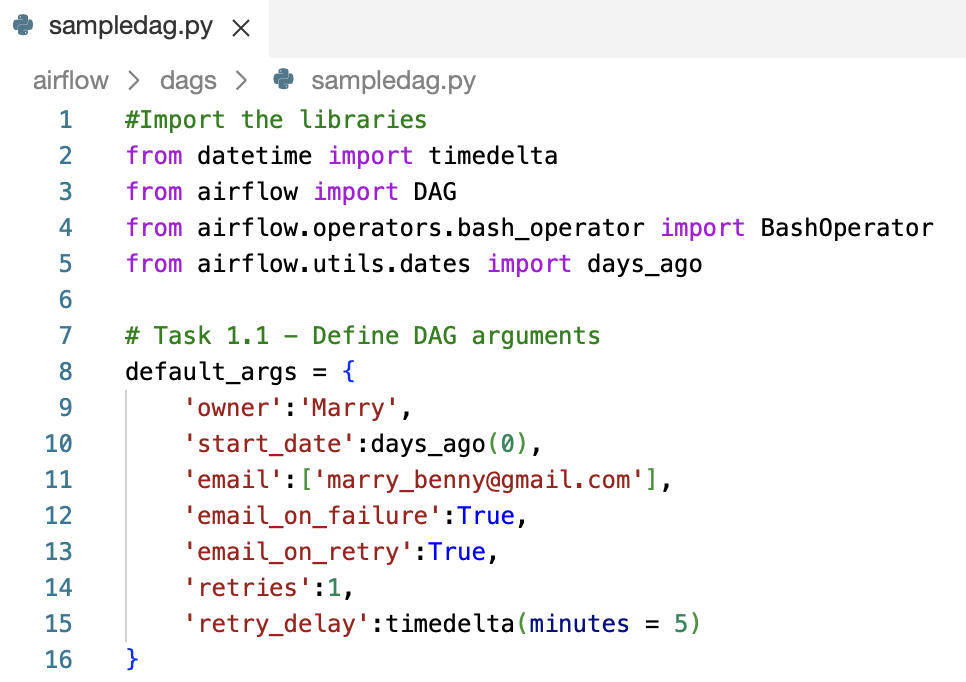 sampledag.py ×
airflow > dags > sampledag.py
1 #Import the libraries
2 from datetime import timedelta
3 from airflow import DAG
4 from airflow.operators.bash_operator import BashOperator
5 from airflow.utils.dates import days_ago
6
7 # Task 1.1 – Define DAG arguments
8 default_args = {
9     'owner':'Marry',
10     'start_date':days_ago(0),
11     'email':['marry_benny@gmail.com'],
12     'email_on_failure':True,
13     'email_on_retry':True,
14     'retries':1,
15     'retry_delay':timedelta(minutes = 5)
16 }